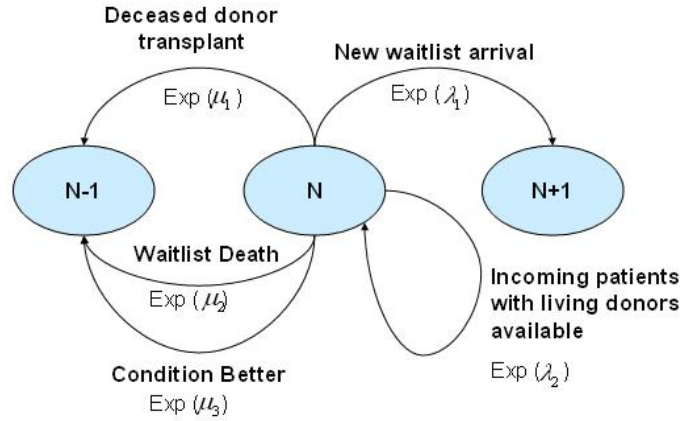 Deceased donor
transplant
New waitlist arrival
Exp (μ₁)
Exp (λ₁)
N-1
N
N+1
Waitlist Death
Exp (μ₂)
Incoming patients
with living donors
available
Exp (λ₂)
Condition Better
Exp (μ₃)